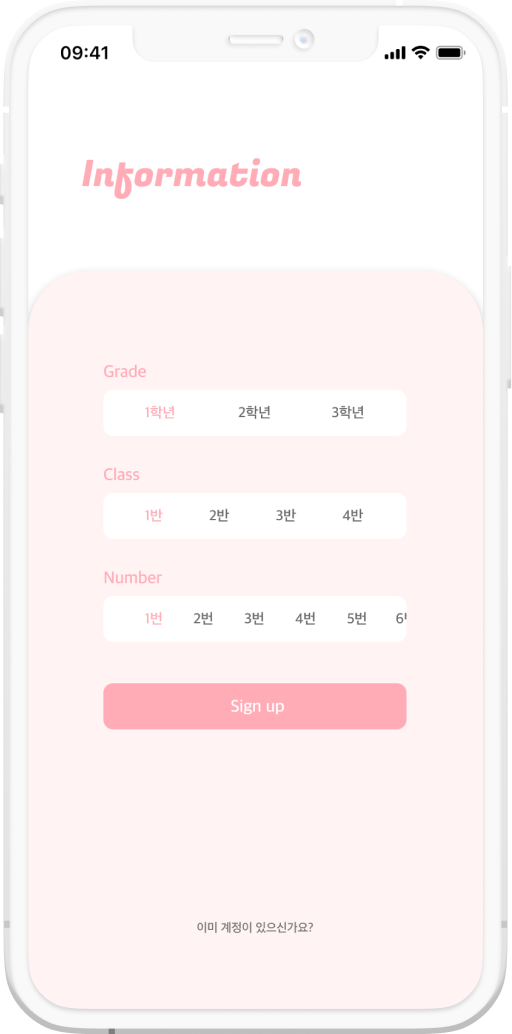 09:41
Information
Grade
1학년 2학년 3학년
Class
1반 2반 3반 4반
Number
1번 2번 3번 4번 5번
Sign up
이미 계정이 있으신가요?